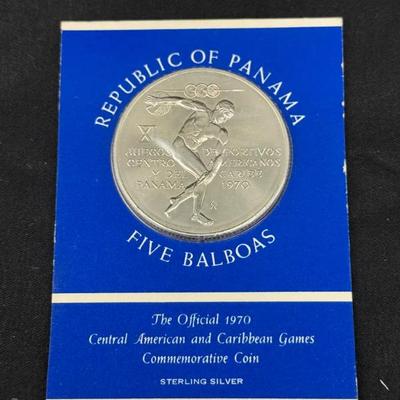 REPUBLIC OF PANAMA
XI
JUEGOS DEPORTIVOS
CENTRO AMERICANOS
Y DEL CARIBE
PANAMA 1970
FIVE BALBOAS
The Official 1970
Central American and Caribbean Games
Commemorative Coin
STERLING SILVER